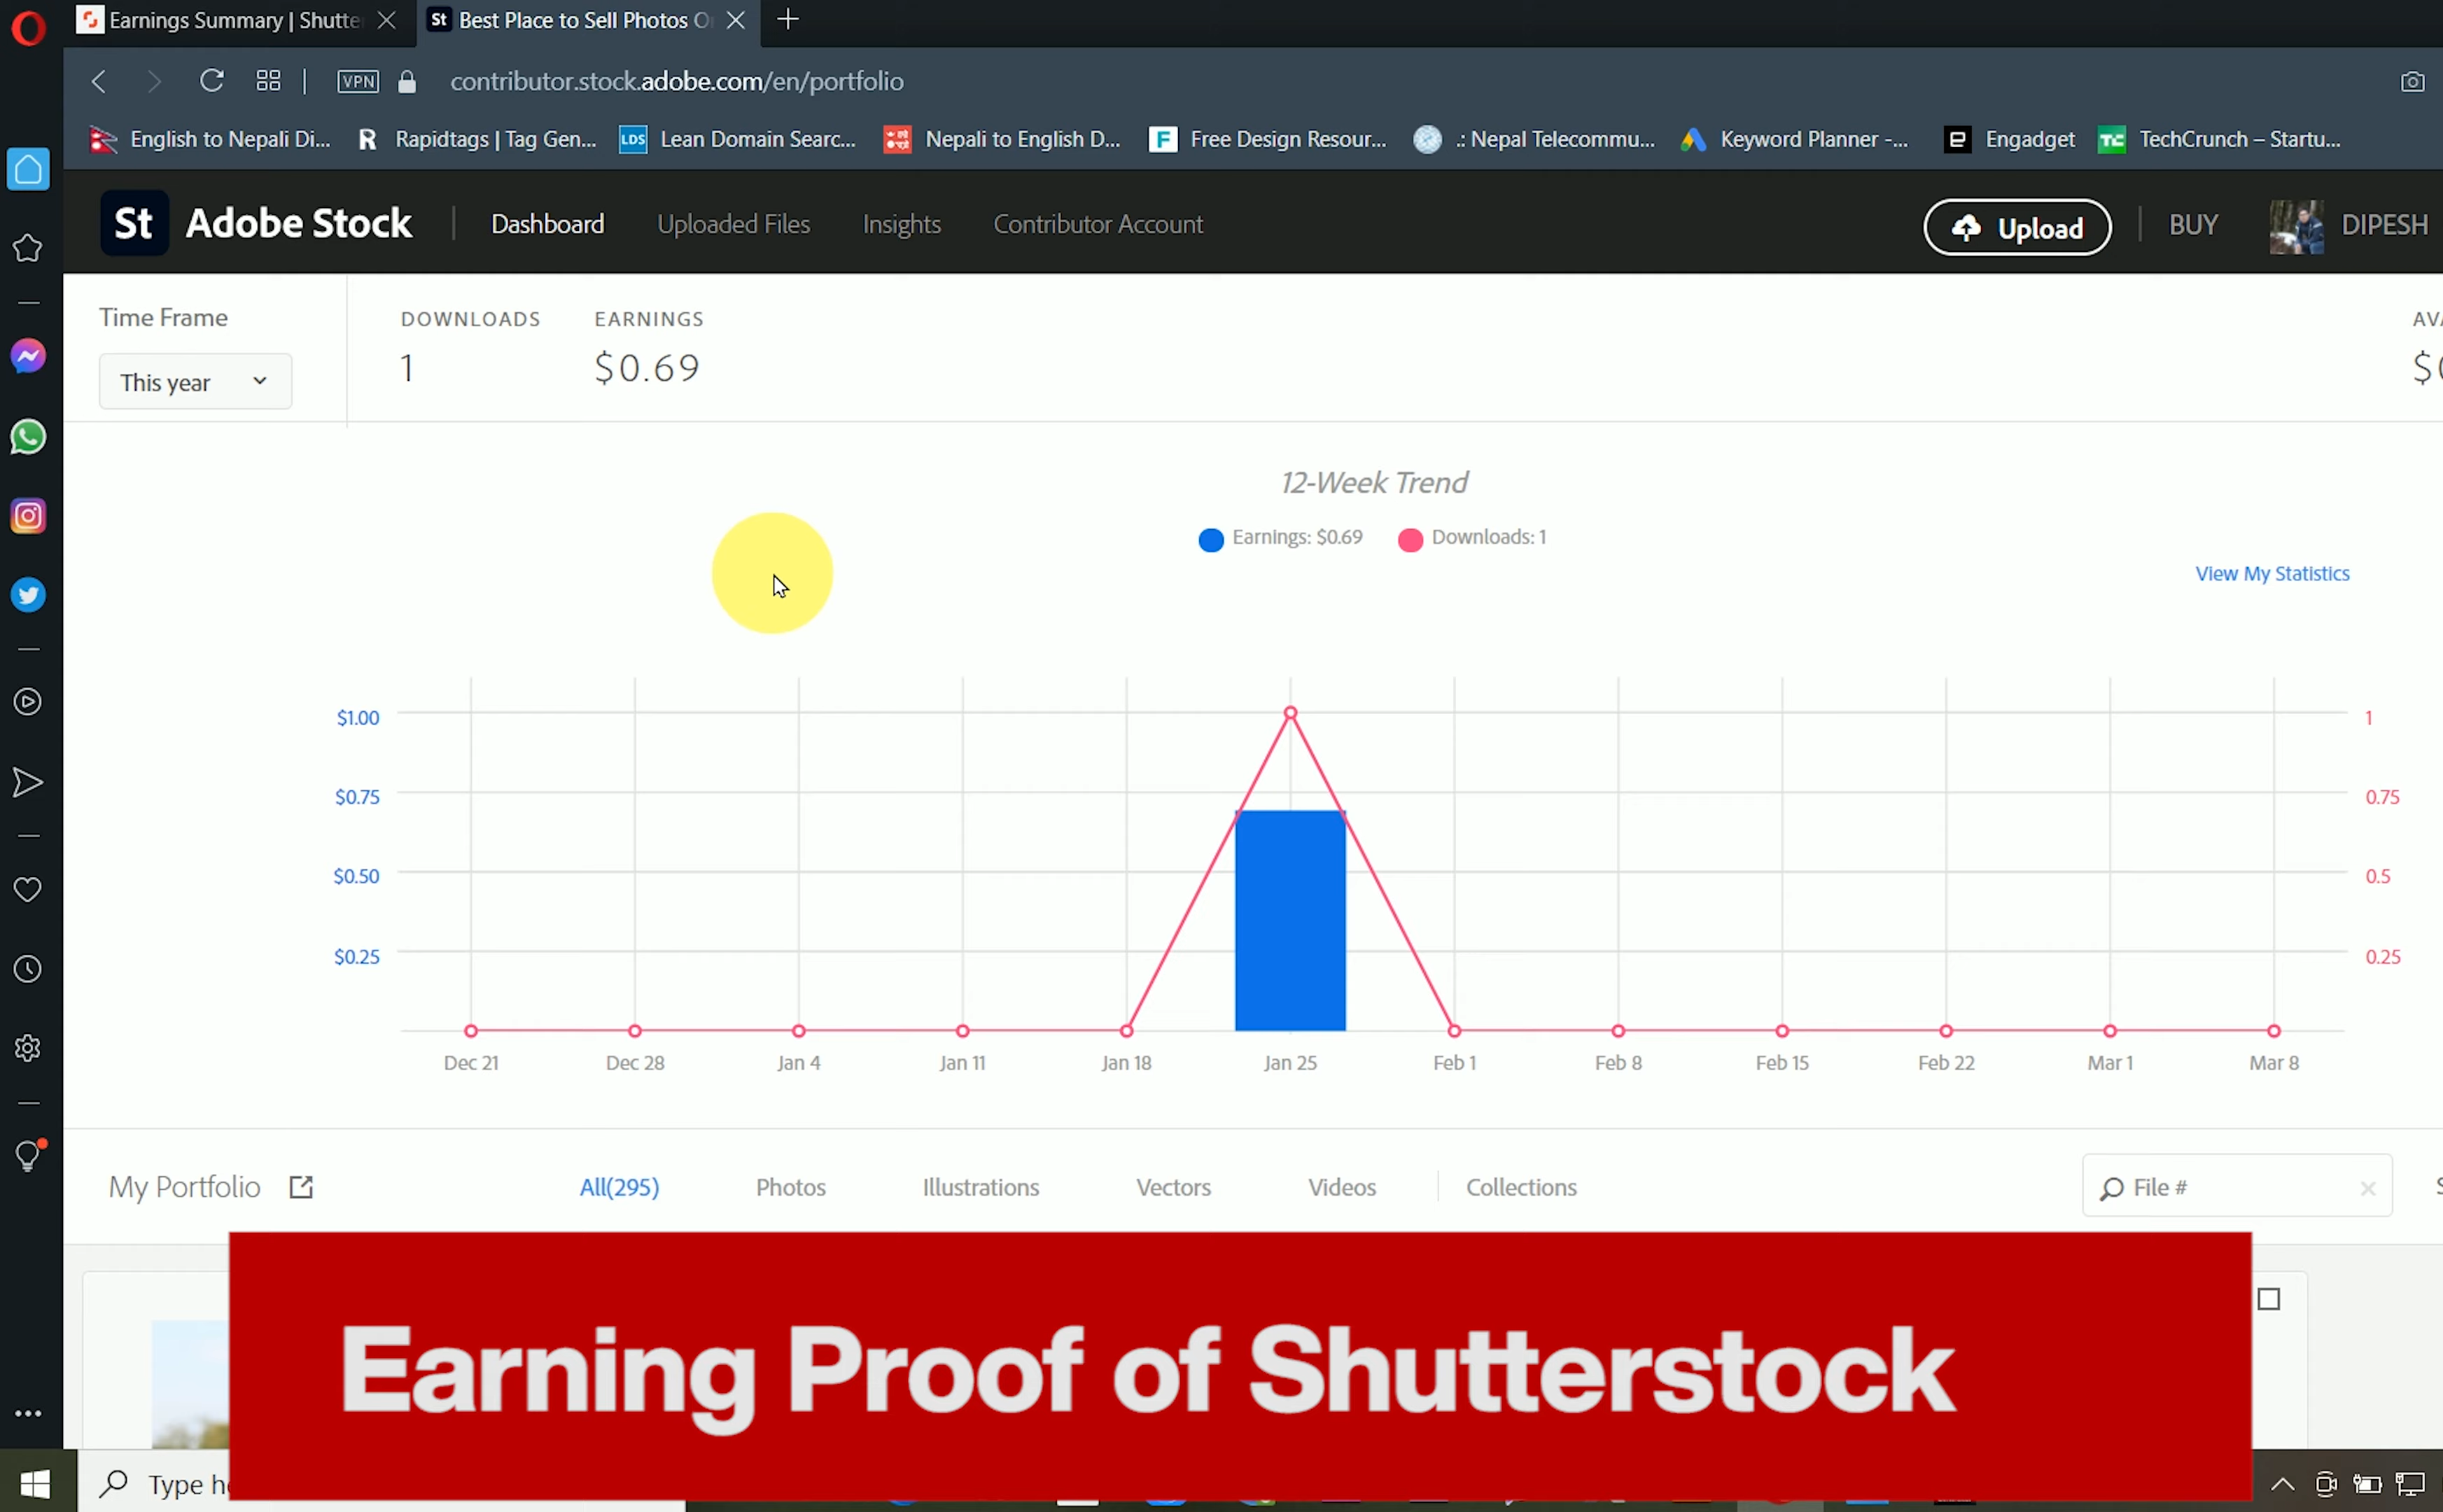 Earnings Summary | Shutte
St Best Place to Sell Photos O
VPN contributor.stock.adobe.com/en/portfolio
English to Nepali Di... R Rapidtags | Tag Gen... LDS Lean Domain Searc... Nepali to English D... F Free Design Resour... .: Nepal Telecommu... Keyword Planner -... e Engadget TC TechCrunch – Startu...
St Adobe Stock Dashboard Uploaded Files Insights Contributor Account Upload BUY DIPESH
Time Frame DOWNLOADS EARNINGS
This year 1 $0.69
12-Week Trend
Earnings: $0.69 Downloads: 1
View My Statistics
$1.00 1
$0.75 0.75
$0.50 0.5
$0.25 0.25
Dec 21 Dec 28 Jan 4 Jan 11 Jan 18 Jan 25 Feb 1 Feb 8 Feb 15 Feb 22 Mar 1 Mar 8
My Portfolio All(295) Photos Illustrations Vectors Videos Collections File #
Earning Proof of Shutterstock
Type